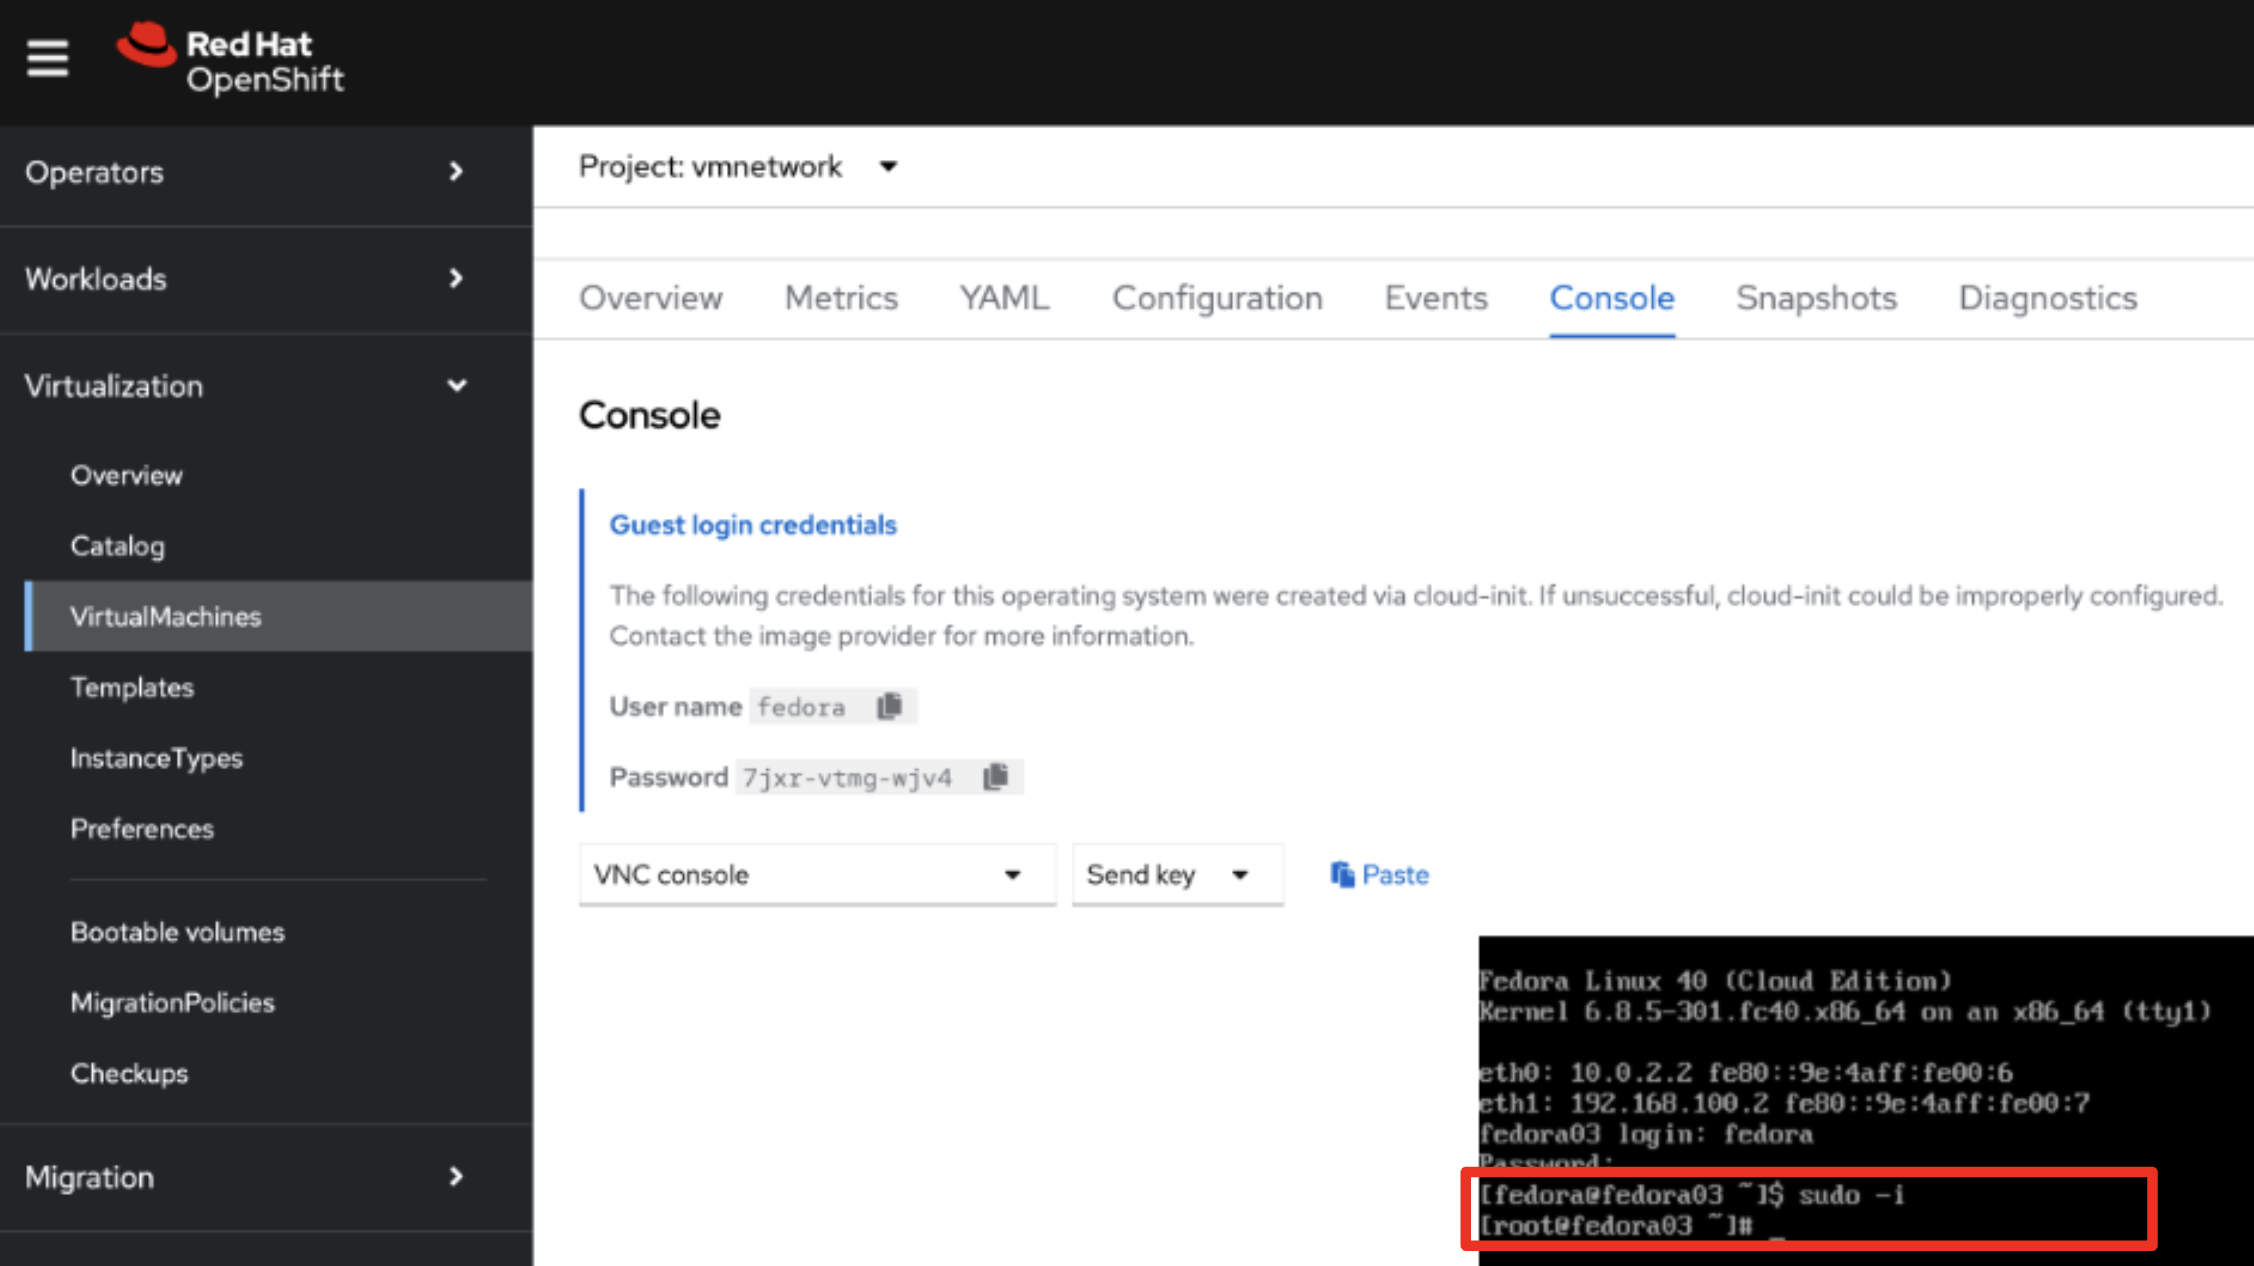 Red Hat
OpenShift
Operators
Workloads
Virtualization
Overview
Catalog
VirtualMachines
Templates
InstanceTypes
Preferences
Bootable volumes
MigrationPolicies
Checkups
Migration
Project: vmnetwork
Overview Metrics YAML Configuration Events Console Snapshots Diagnostics
Console
Guest login credentials
The following credentials for this operating system were created via cloud-init. If unsuccessful, cloud-init could be improperly configured.
Contact the image provider for more information.
User name fedora
Password 7jxr-vtmg-wjv4
VNC console Send key Paste
Fedora Linux 40 (Cloud Edition)
Kernel 6.8.5-301.fc40.x86_64 on an x86_64 (tty1)
eth0: 10.0.2.2 fe80::9e:4aff:fe00:6
eth1: 192.168.100.2 fe80::9e:4aff:fe00:7
fedora03 login: fedora
Password:
[fedora@fedora03 ~]$ sudo -i
[root@fedora03 ~]# _